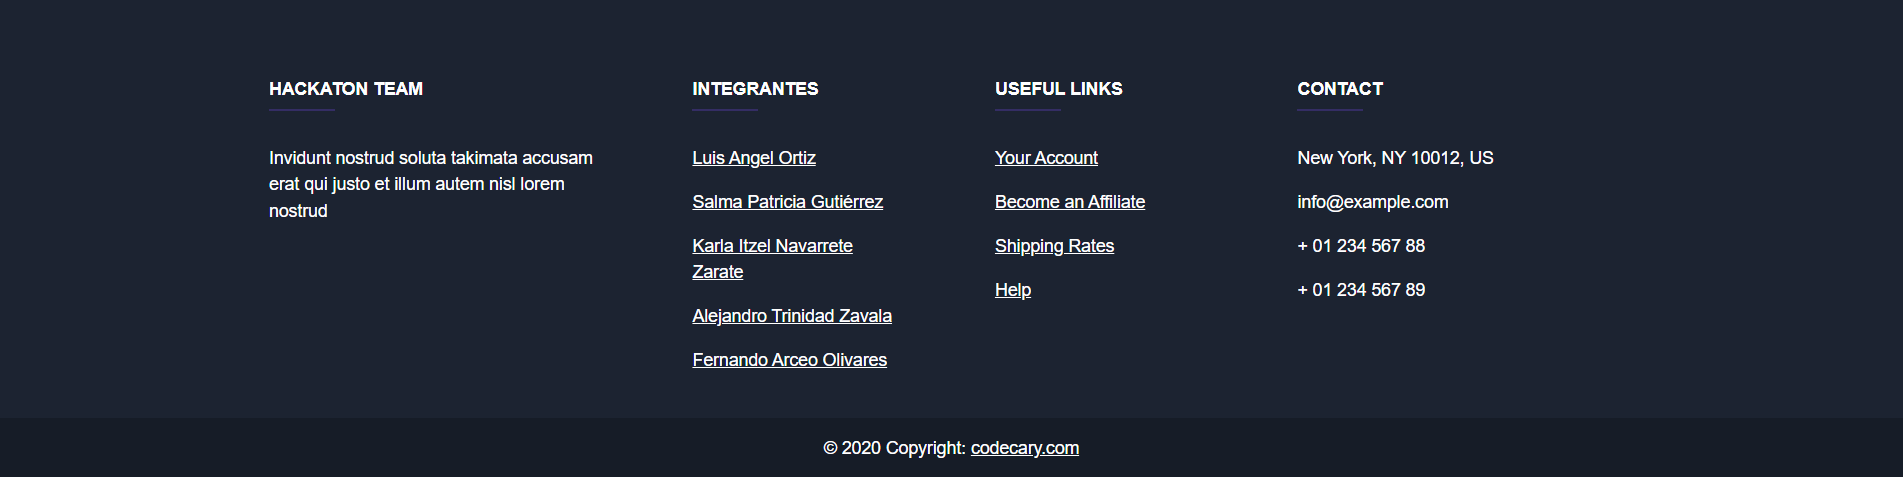 HACKATON TEAM
Invidunt nostrud soluta takimata accusam
erat qui justo et illum autem nisl lorem
nostrud
INTEGRANTES
Luis Angel Ortiz
Salma Patricia Gutiérrez
Karla Itzel Navarrete
Zarate
Alejandro Trinidad Zavala
Fernando Arceo Olivares
USEFUL LINKS
Your Account
Become an Affiliate
Shipping Rates
Help
CONTACT
New York, NY 10012, US
info@example.com
+ 01 234 567 88
+ 01 234 567 89
© 2020 Copyright: codecary.com